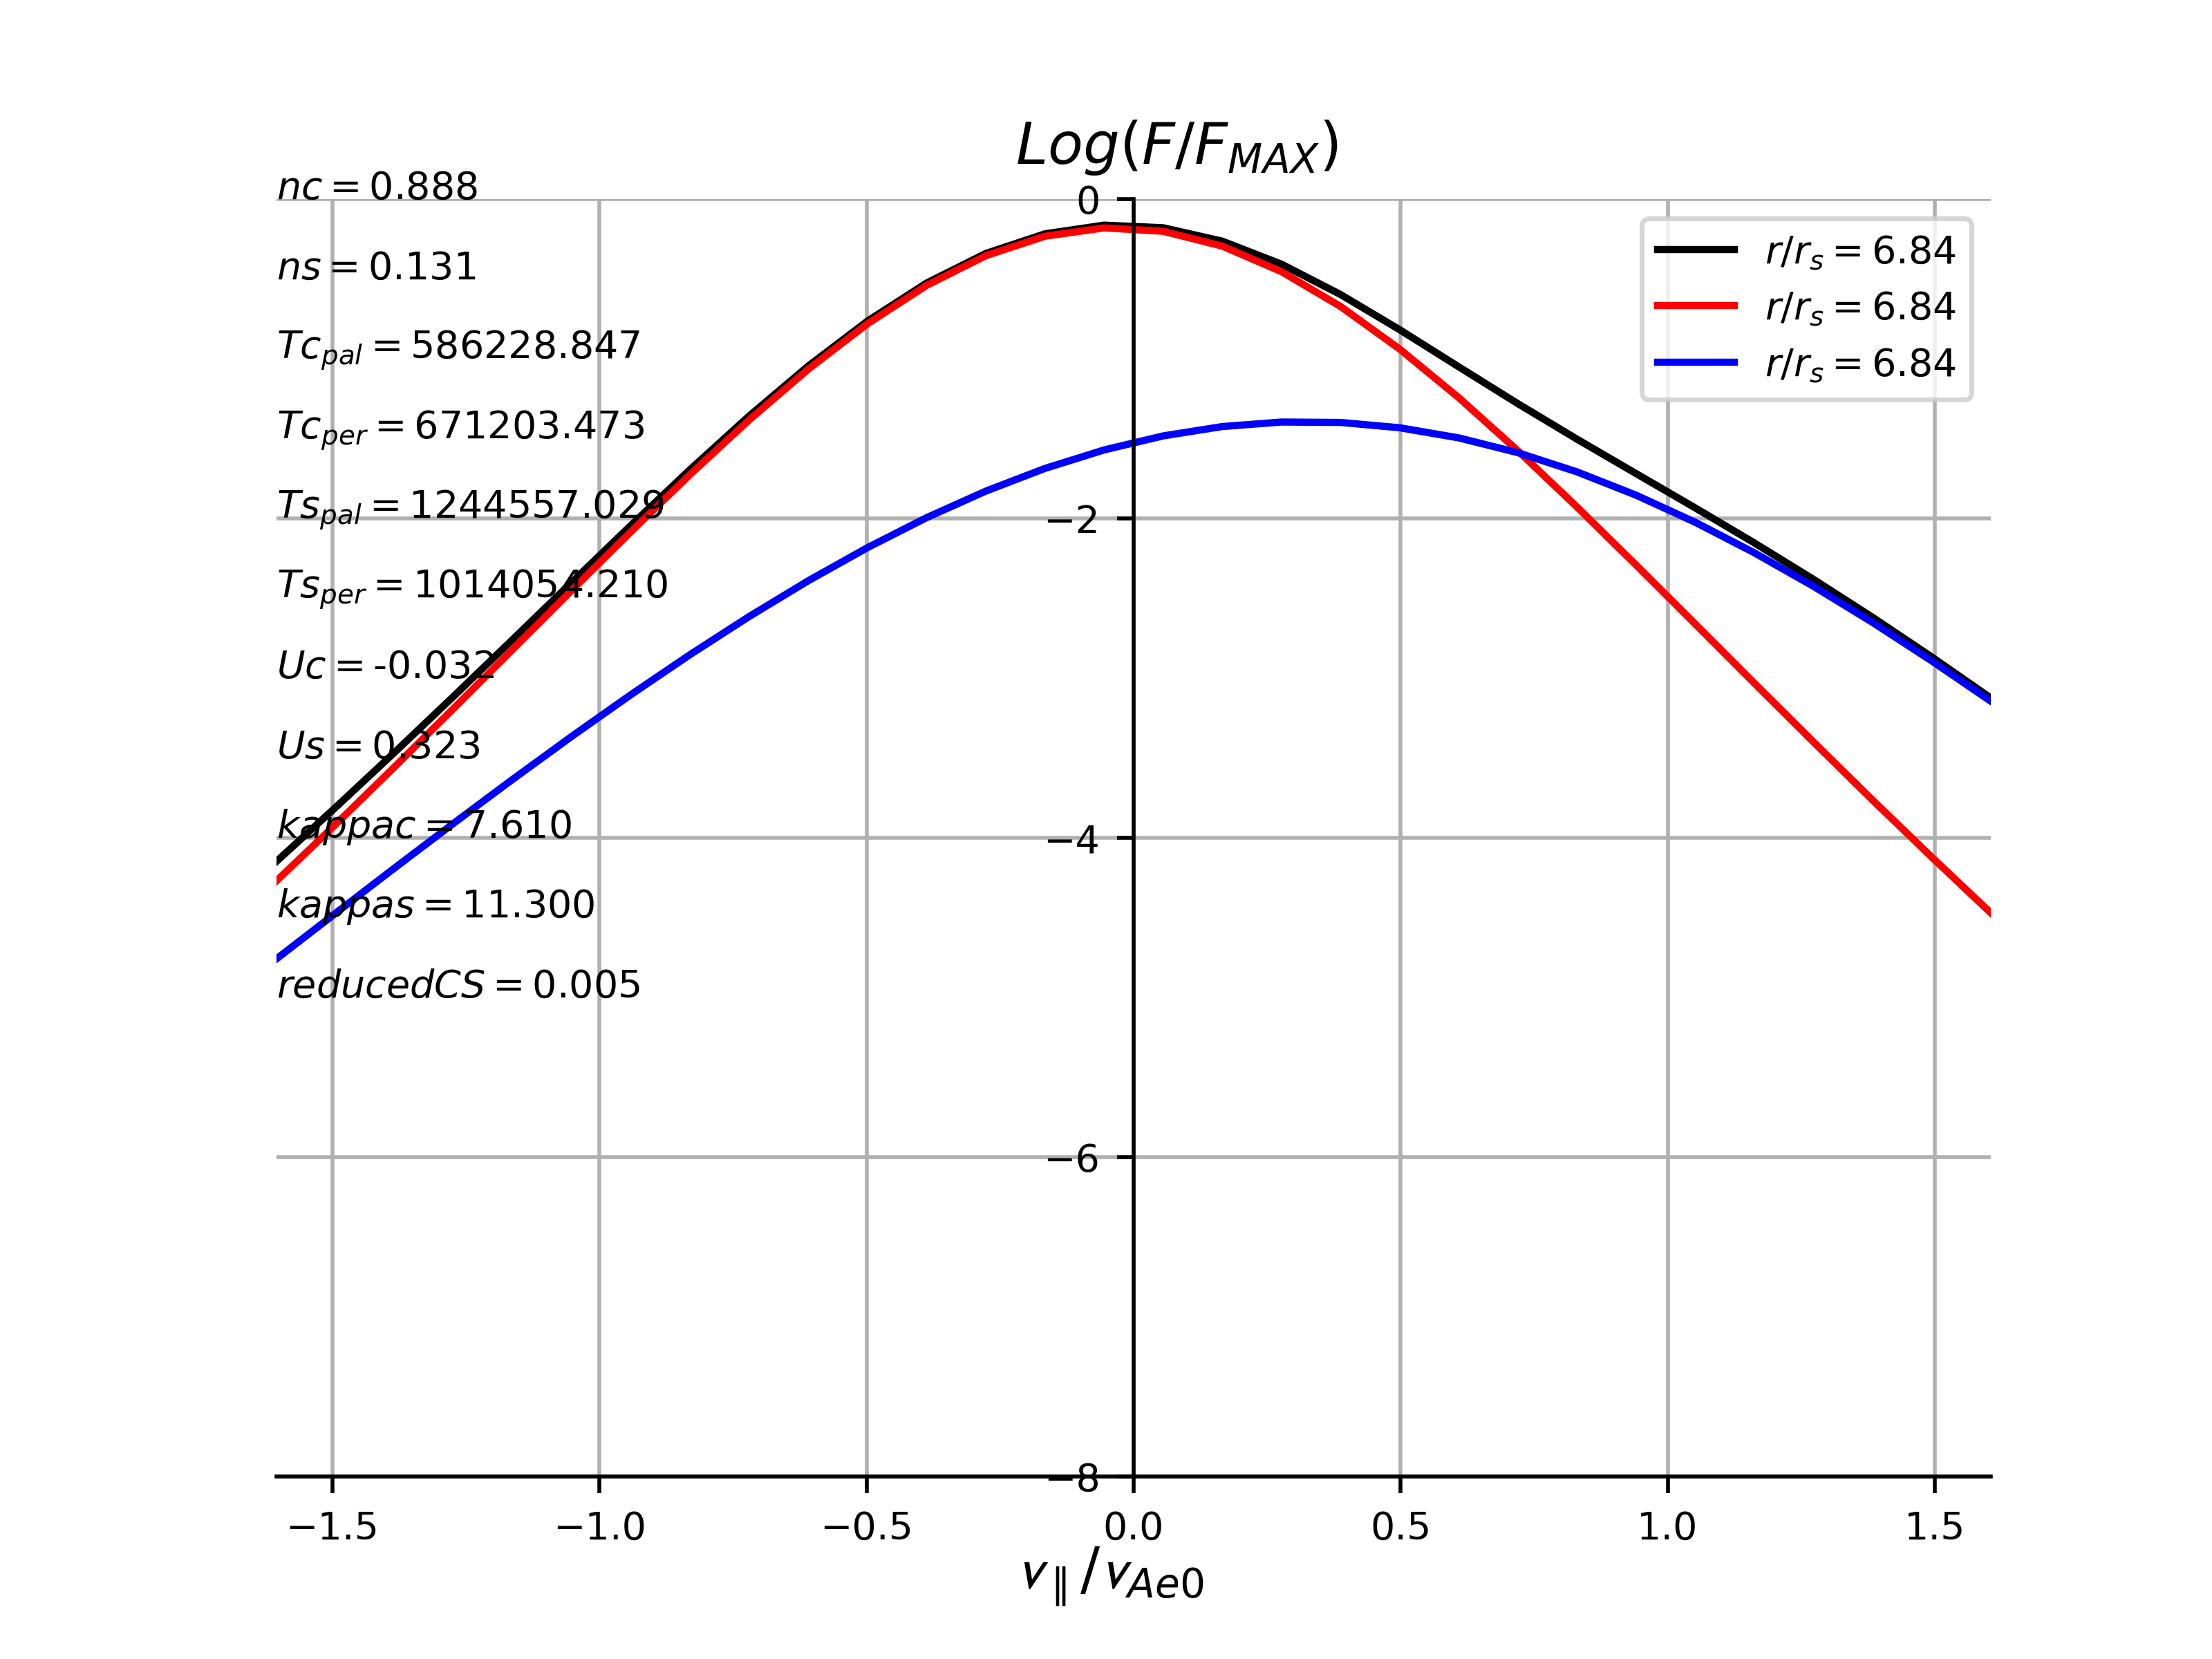 Log(F/F_MAX)
nc = 0.888
ns = 0.131
Tc_pal = 586228.847
Tc_per = 671203.473
Ts_pal = 1244557.029
Ts_per = 1014054.210
Uc = -0.032
Us = 0.323
kappac = 7.610
kappas = 11.300
reducedCS = 0.005
0
−2
−4
−6
−8
r/r_s = 6.84
r/r_s = 6.84
r/r_s = 6.84
−1.5 −1.0 −0.5 0.0 0.5 1.0 1.5
v_∥/v_Ae0